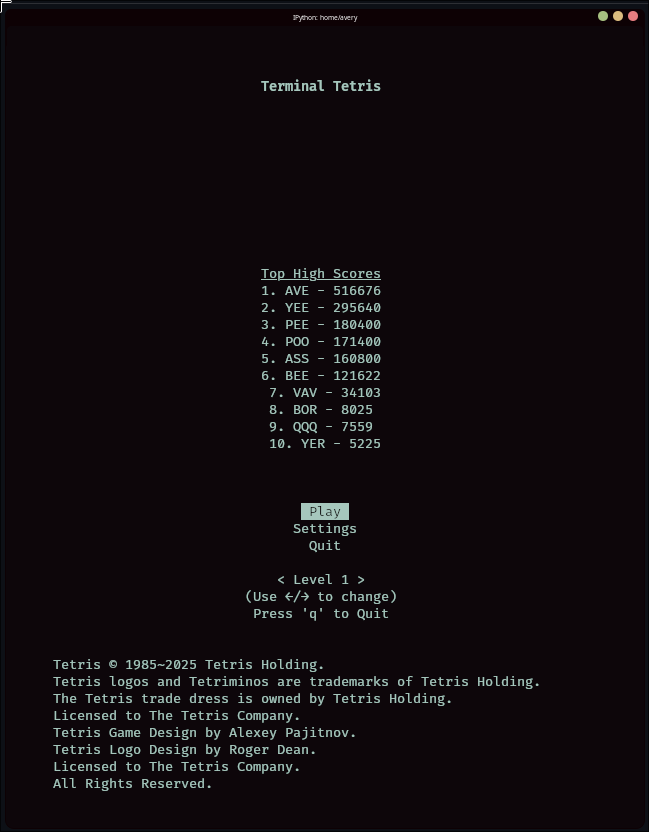 IPython: home/avery
Terminal Tetris
Top High Scores
1. AVE - 516676
2. YEE - 295640
3. PEE - 180400
4. POO - 171400
5. ASS - 160800
6. BEE - 121622
7. VAV - 34103
8. BOR - 8025
9. QQQ - 7559
10. YER - 5225
Play
Settings
Quit
< Level 1 >
(Use ←/→ to change)
Press 'q' to Quit
Tetris © 1985~2025 Tetris Holding.
Tetris logos and Tetriminos are trademarks of Tetris Holding.
The Tetris trade dress is owned by Tetris Holding.
Licensed to The Tetris Company.
Tetris Game Design by Alexey Pajitnov.
Tetris Logo Design by Roger Dean.
Licensed to The Tetris Company.
All Rights Reserved.